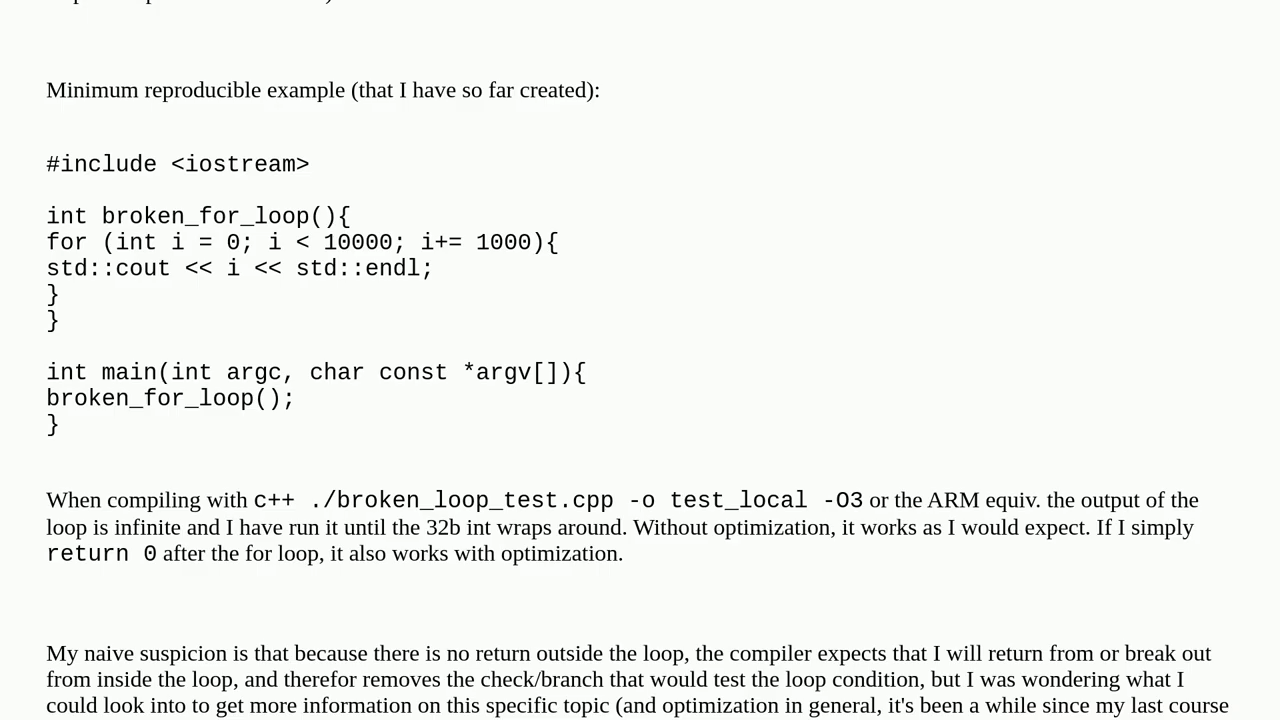 Minimum reproducible example (that I have so far created):
#include <iostream>
int broken_for_loop(){
for (int i = 0; i < 10000; i+= 1000){
std::cout << i << std::endl;
}
}
int main(int argc, char const *argv[]){
broken_for_loop();
}
When compiling with c++ ./broken_loop_test.cpp -o test_local -O3 or the ARM equiv. the output of the
loop is infinite and I have run it until the 32b int wraps around. Without optimization, it works as I would expect. If I simply
return 0 after the for loop, it also works with optimization.
My naive suspicion is that because there is no return outside the loop, the compiler expects that I will return from or break out
from inside the loop, and therefor removes the check/branch that would test the loop condition, but I was wondering what I
could look into to get more information on this specific topic (and optimization in general, it's been a while since my last course